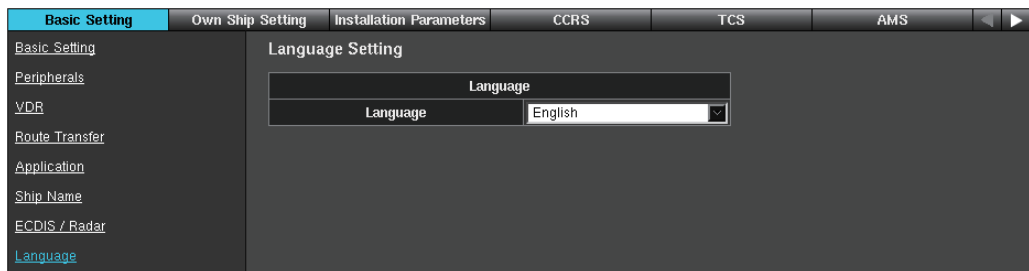 Basic Setting Own Ship Setting Installation Parameters CCRS TCS AMS
Basic Setting
Peripherals
VDR
Route Transfer
Application
Ship Name
ECDIS / Radar
Language
Language Setting
Language
Language English